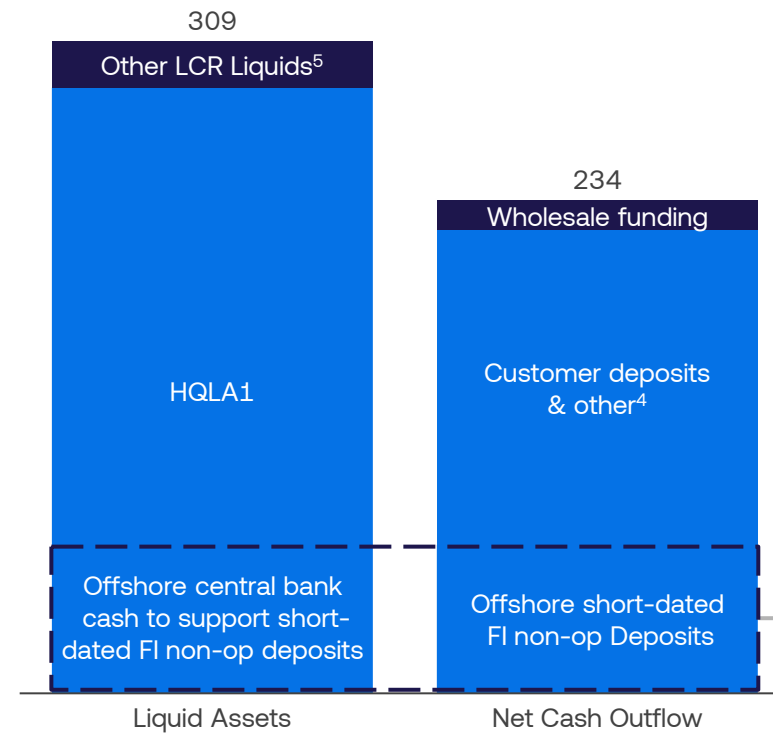 309
Other LCR Liquids⁵
HQLA1
Offshore central bank
cash to support short-
dated FI non-op deposits
Liquid Assets
234
Wholesale funding
Customer deposits
& other⁴
Offshore short-dated
FI non-op Deposits
Net Cash Outflow